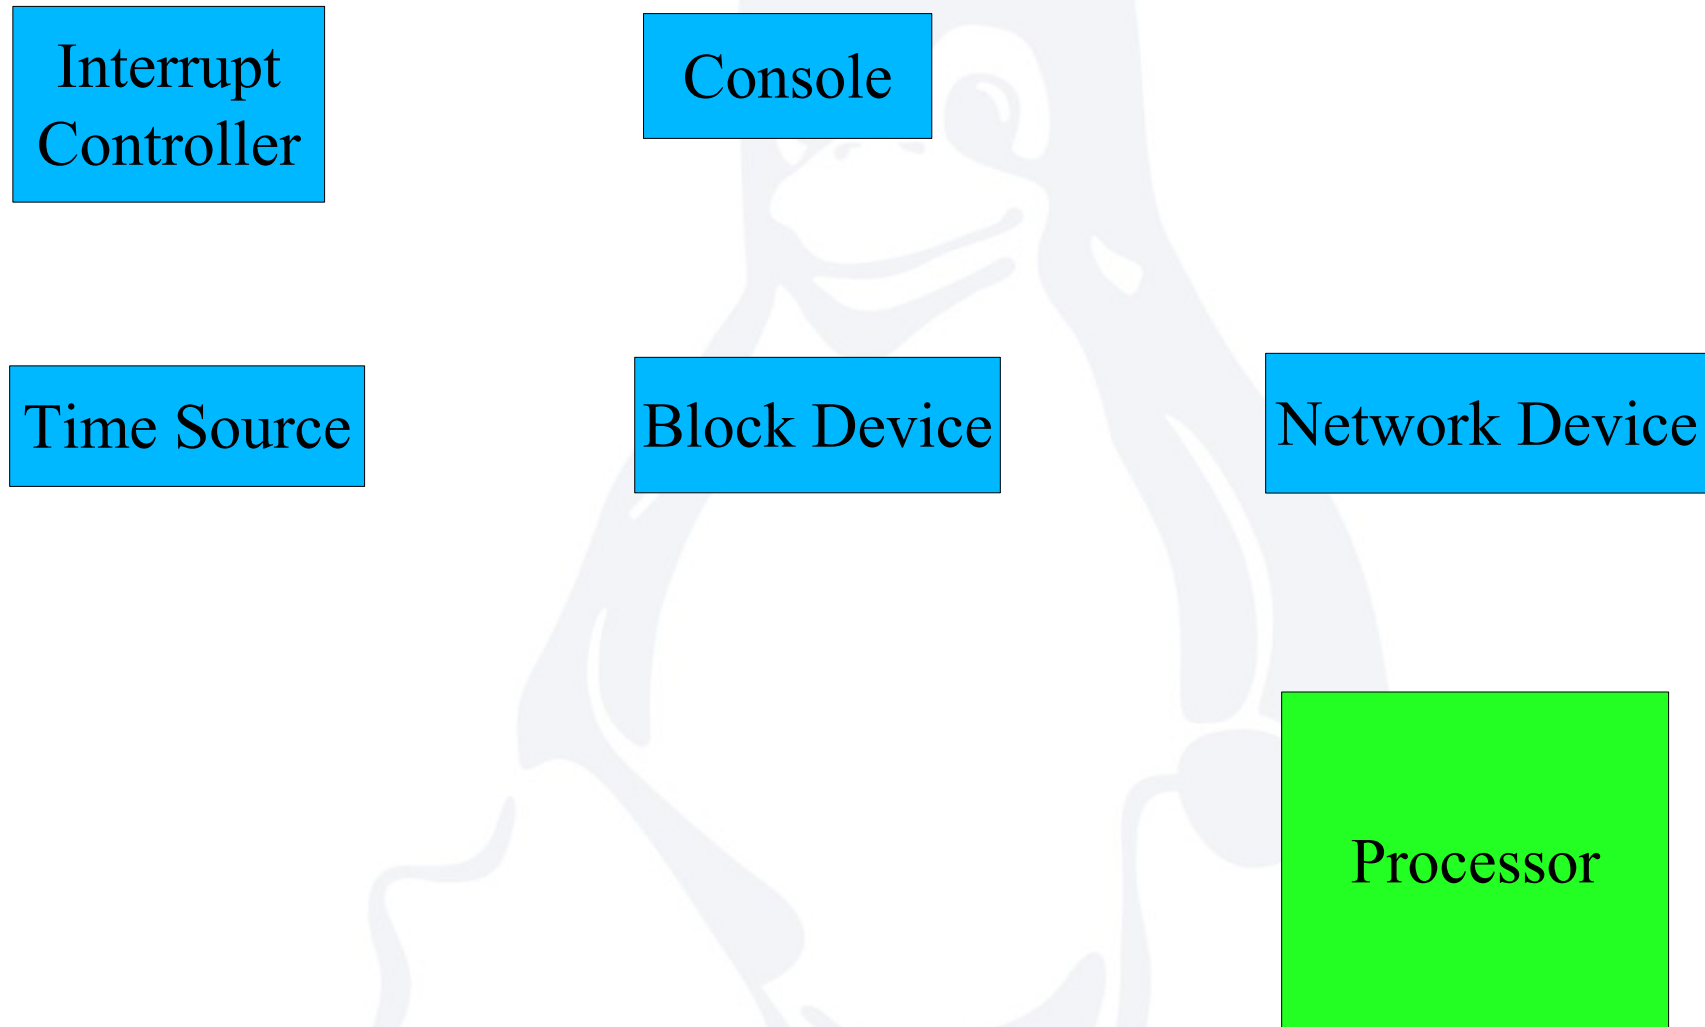 Interrupt
Controller
Console
Time Source
Block Device
Network Device
Processor